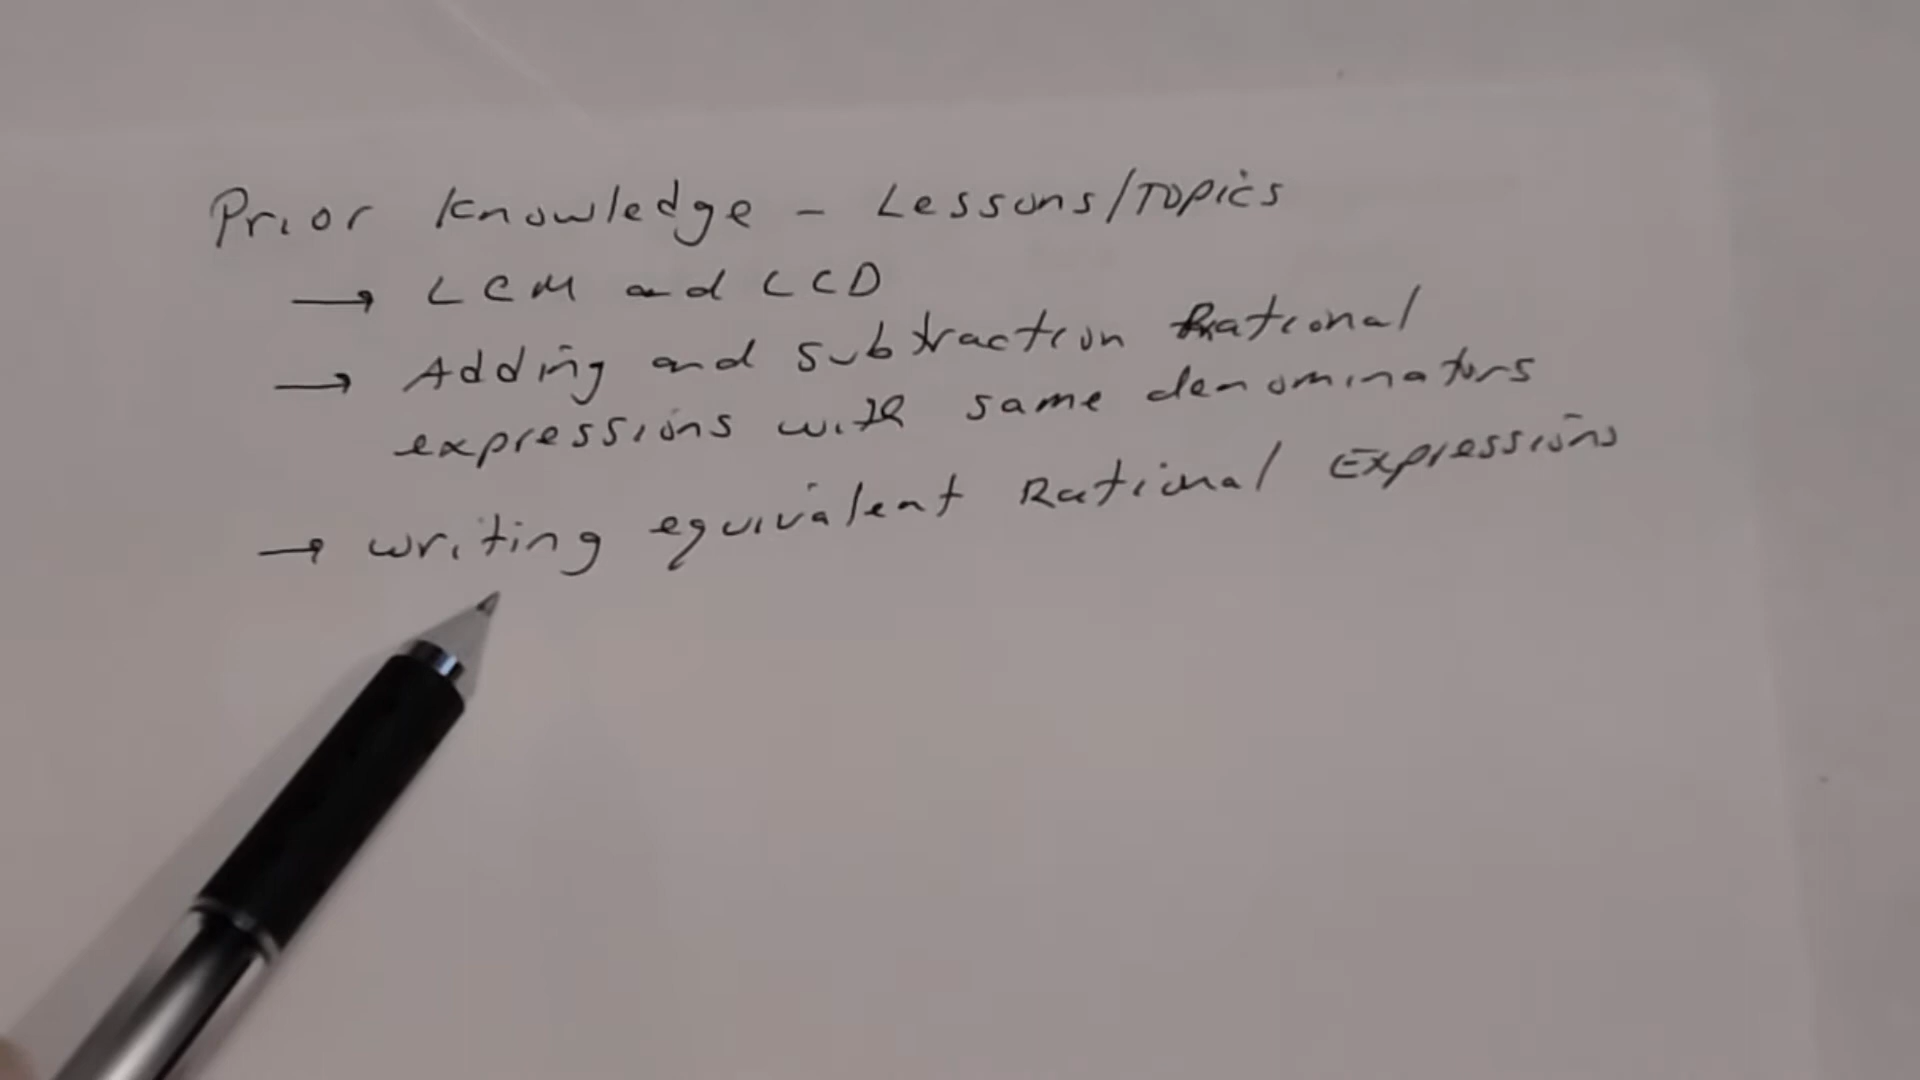 Prior Knowledge - Lessons/Topics
→ LCM and LCD
→ Adding and subtraction Rational
expressions with same denominators
→ writing equivalent Rational Expressions